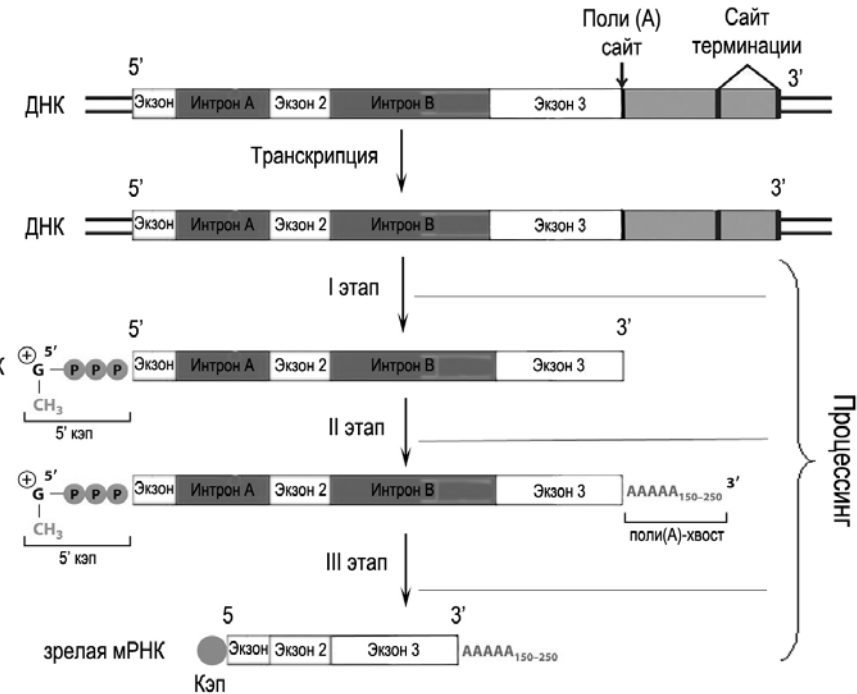 Поли (А) сайт
Сайт терминации
5' 3'
ДНК Экзон Интрон А Экзон 2 Интрон В Экзон 3
Транскрипция
5' 3'
ДНК Экзон Интрон А Экзон 2 Интрон В Экзон 3
I этап
5' 3'
К + 5' G P P P Экзон Интрон А Экзон 2 Интрон В Экзон 3
CH3
5' кэп
II этап
+ 5' G P P P Экзон Интрон А Экзон 2 Интрон В Экзон 3 AAAAA150–250 3'
CH3
5' кэп
поли(А)-хвост
III этап
5 3'
зрелая мРНК Экзон Экзон 2 Экзон 3 AAAAA150–250
Кэп
Процессинг